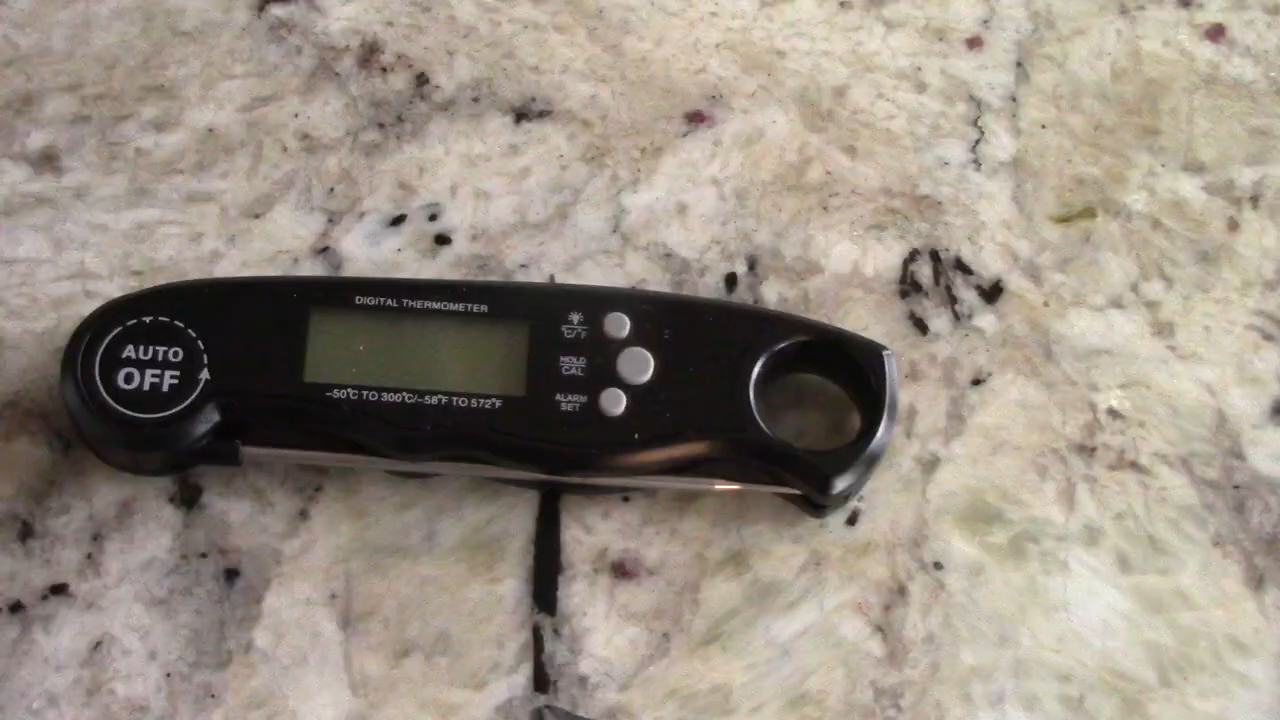 DIGITAL THERMOMETER
AUTO
OFF
°C/°F
HOLD
CAL
ALARM
SET
-50°C TO 300°C/-58°F TO 572°F